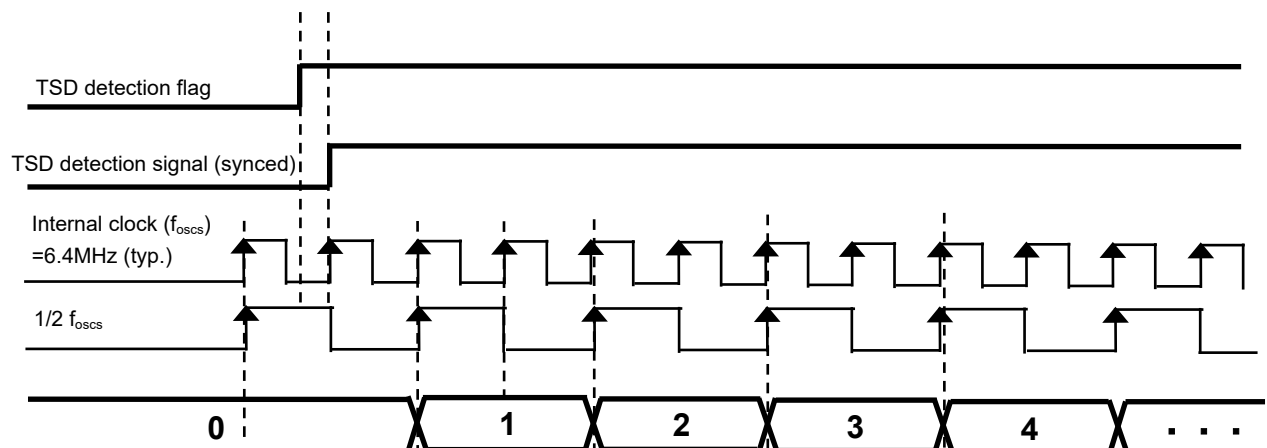 TSD detection flag
TSD detection signal (synced)
Internal clock (foscs)
=6.4MHz (typ.)
1/2 foscs
0 1 2 3 4 . . .